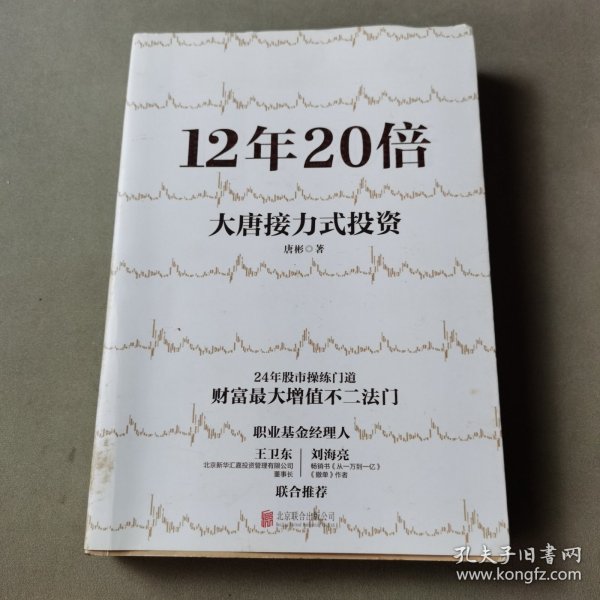 12年20倍
大唐接力式投资
唐彬◎著
24年股市操练门道
财富最大增值不二法门
职业基金经理人
王卫东
北京新华汇嘉投资管理有限公司
董事长
刘海亮
畅销书《从一万到一亿》
《撤单》作者
联合推荐
北京联合出版公司
孔夫子旧书网
www.kongfz.com